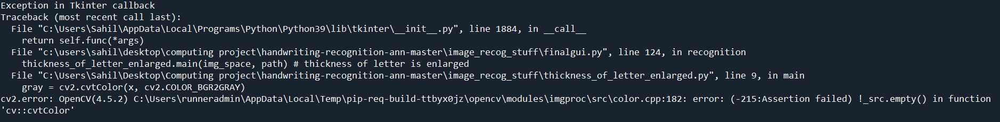 Exception in Tkinter callback
Traceback (most recent call last):
  File "C:\Users\Sahil\AppData\Local\Programs\Python\Python39\lib\tkinter\__init__.py", line 1884, in __call__
    return self.func(*args)
  File "c:\users\sahil\desktop\computing project\handwriting-recognition-ann-master\image_recog_stuff\finalgui.py", line 124, in recognition
    thickness_of_letter_enlarged.main(img_space, path) # thickness of letter is enlarged
  File "C:\Users\Sahil\Desktop\Computing project\handwriting-recognition-ann-master\image_recog_stuff\thickness_of_letter_enlarged.py", line 9, in main
    gray = cv2.cvtColor(x, cv2.COLOR_BGR2GRAY)
cv2.error: OpenCV(4.5.2) C:\Users\runneradmin\AppData\Local\Temp\pip-req-build-ttbyx0jz\opencv\modules\imgproc\src\color.cpp:182: error: (-215:Assertion failed) !_src.empty() in function
'cv::cvtColor'